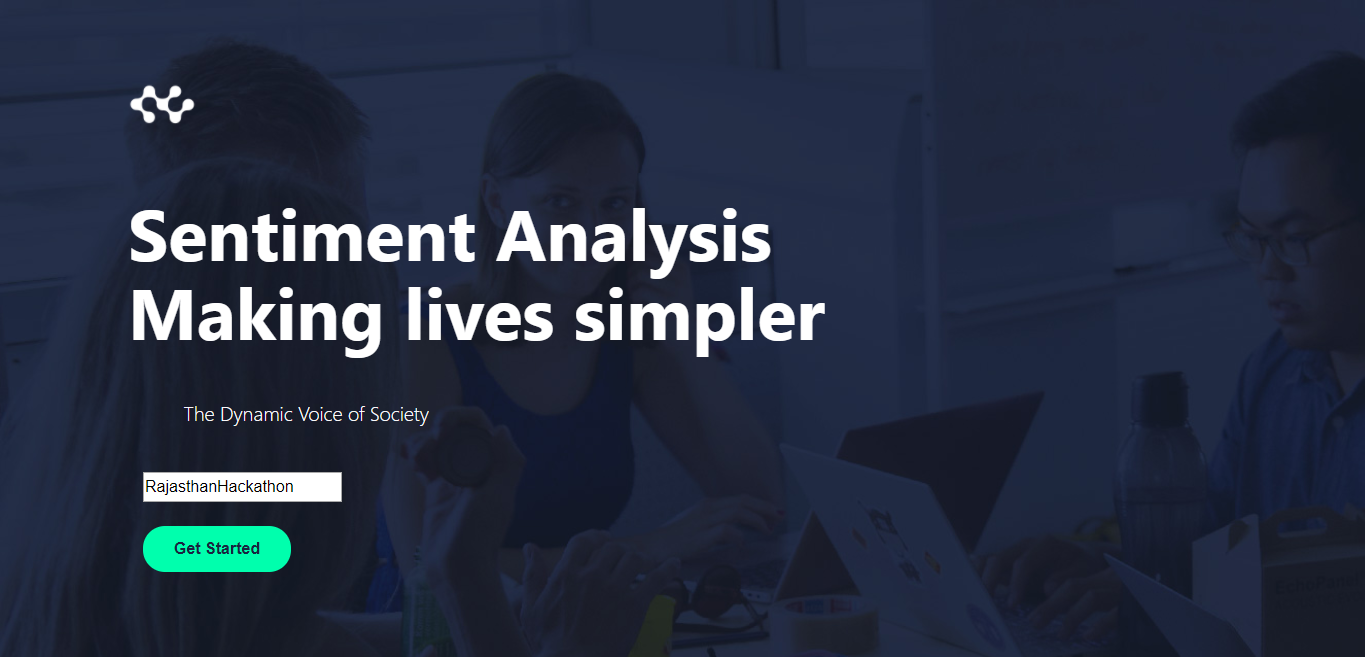 Sentiment Analysis
Making lives simpler
The Dynamic Voice of Society
RajasthanHackathon
Get Started